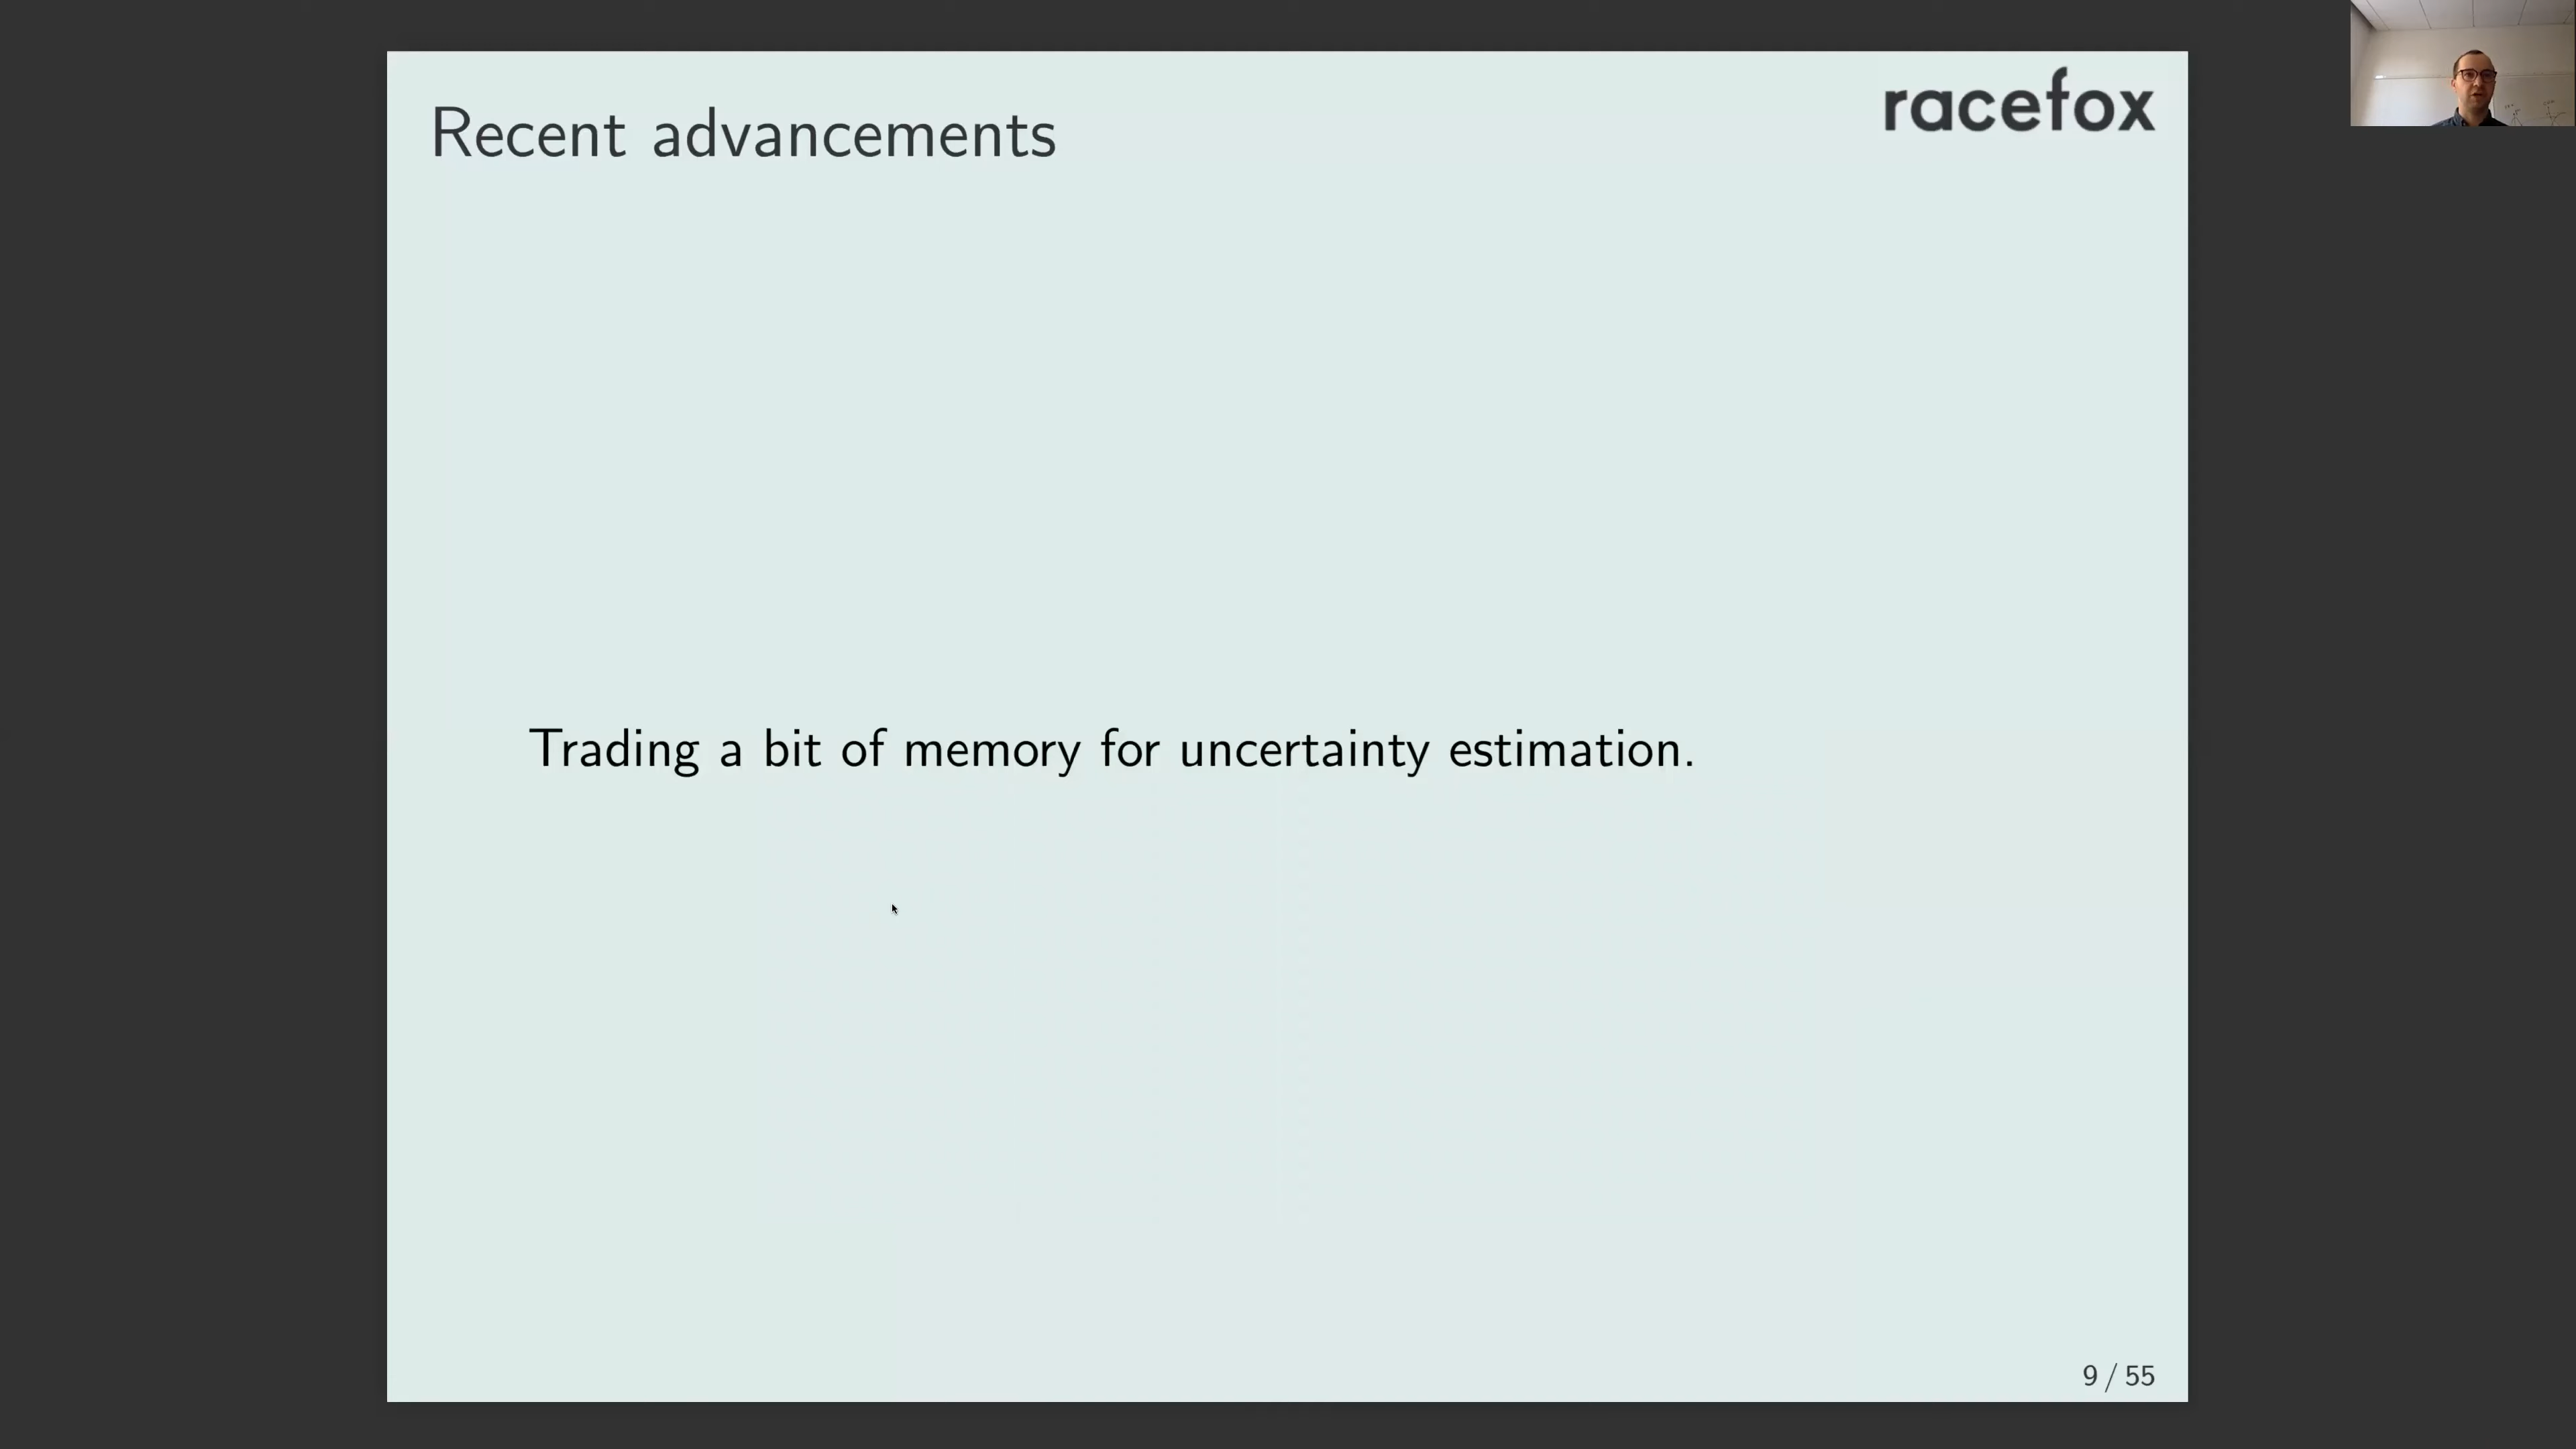 Recent advancements
racefox
Trading a bit of memory for uncertainty estimation.
9 / 55